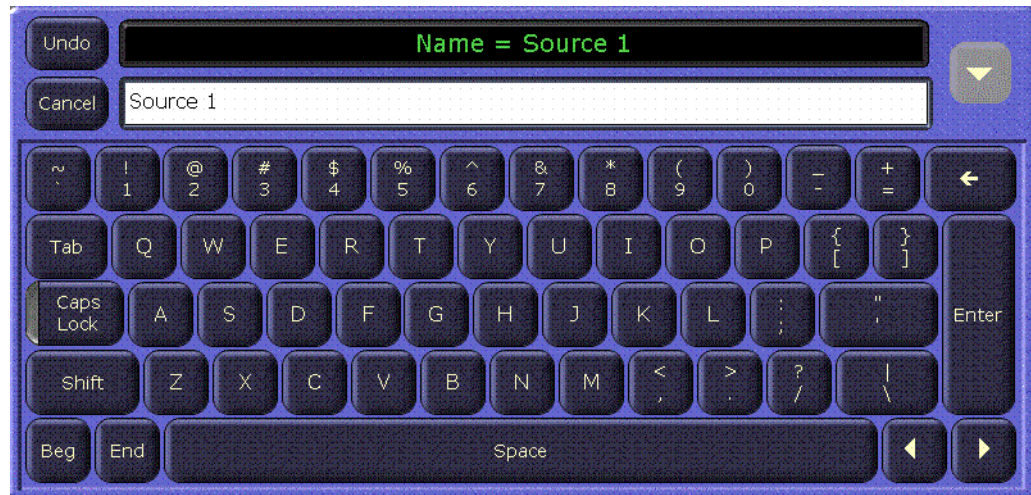 Undo Name = Source 1
Cancel Source 1
~ ! @ # $ % ^ & * ( ) _ +
` 1 2 3 4 5 6 7 8 9 0 - =
Tab Q W E R T Y U I O P { }
[ ]
Caps Lock A S D F G H J K L : "
; ' Enter
Shift Z X C V B N M < > ? |
, . / \
Beg End Space